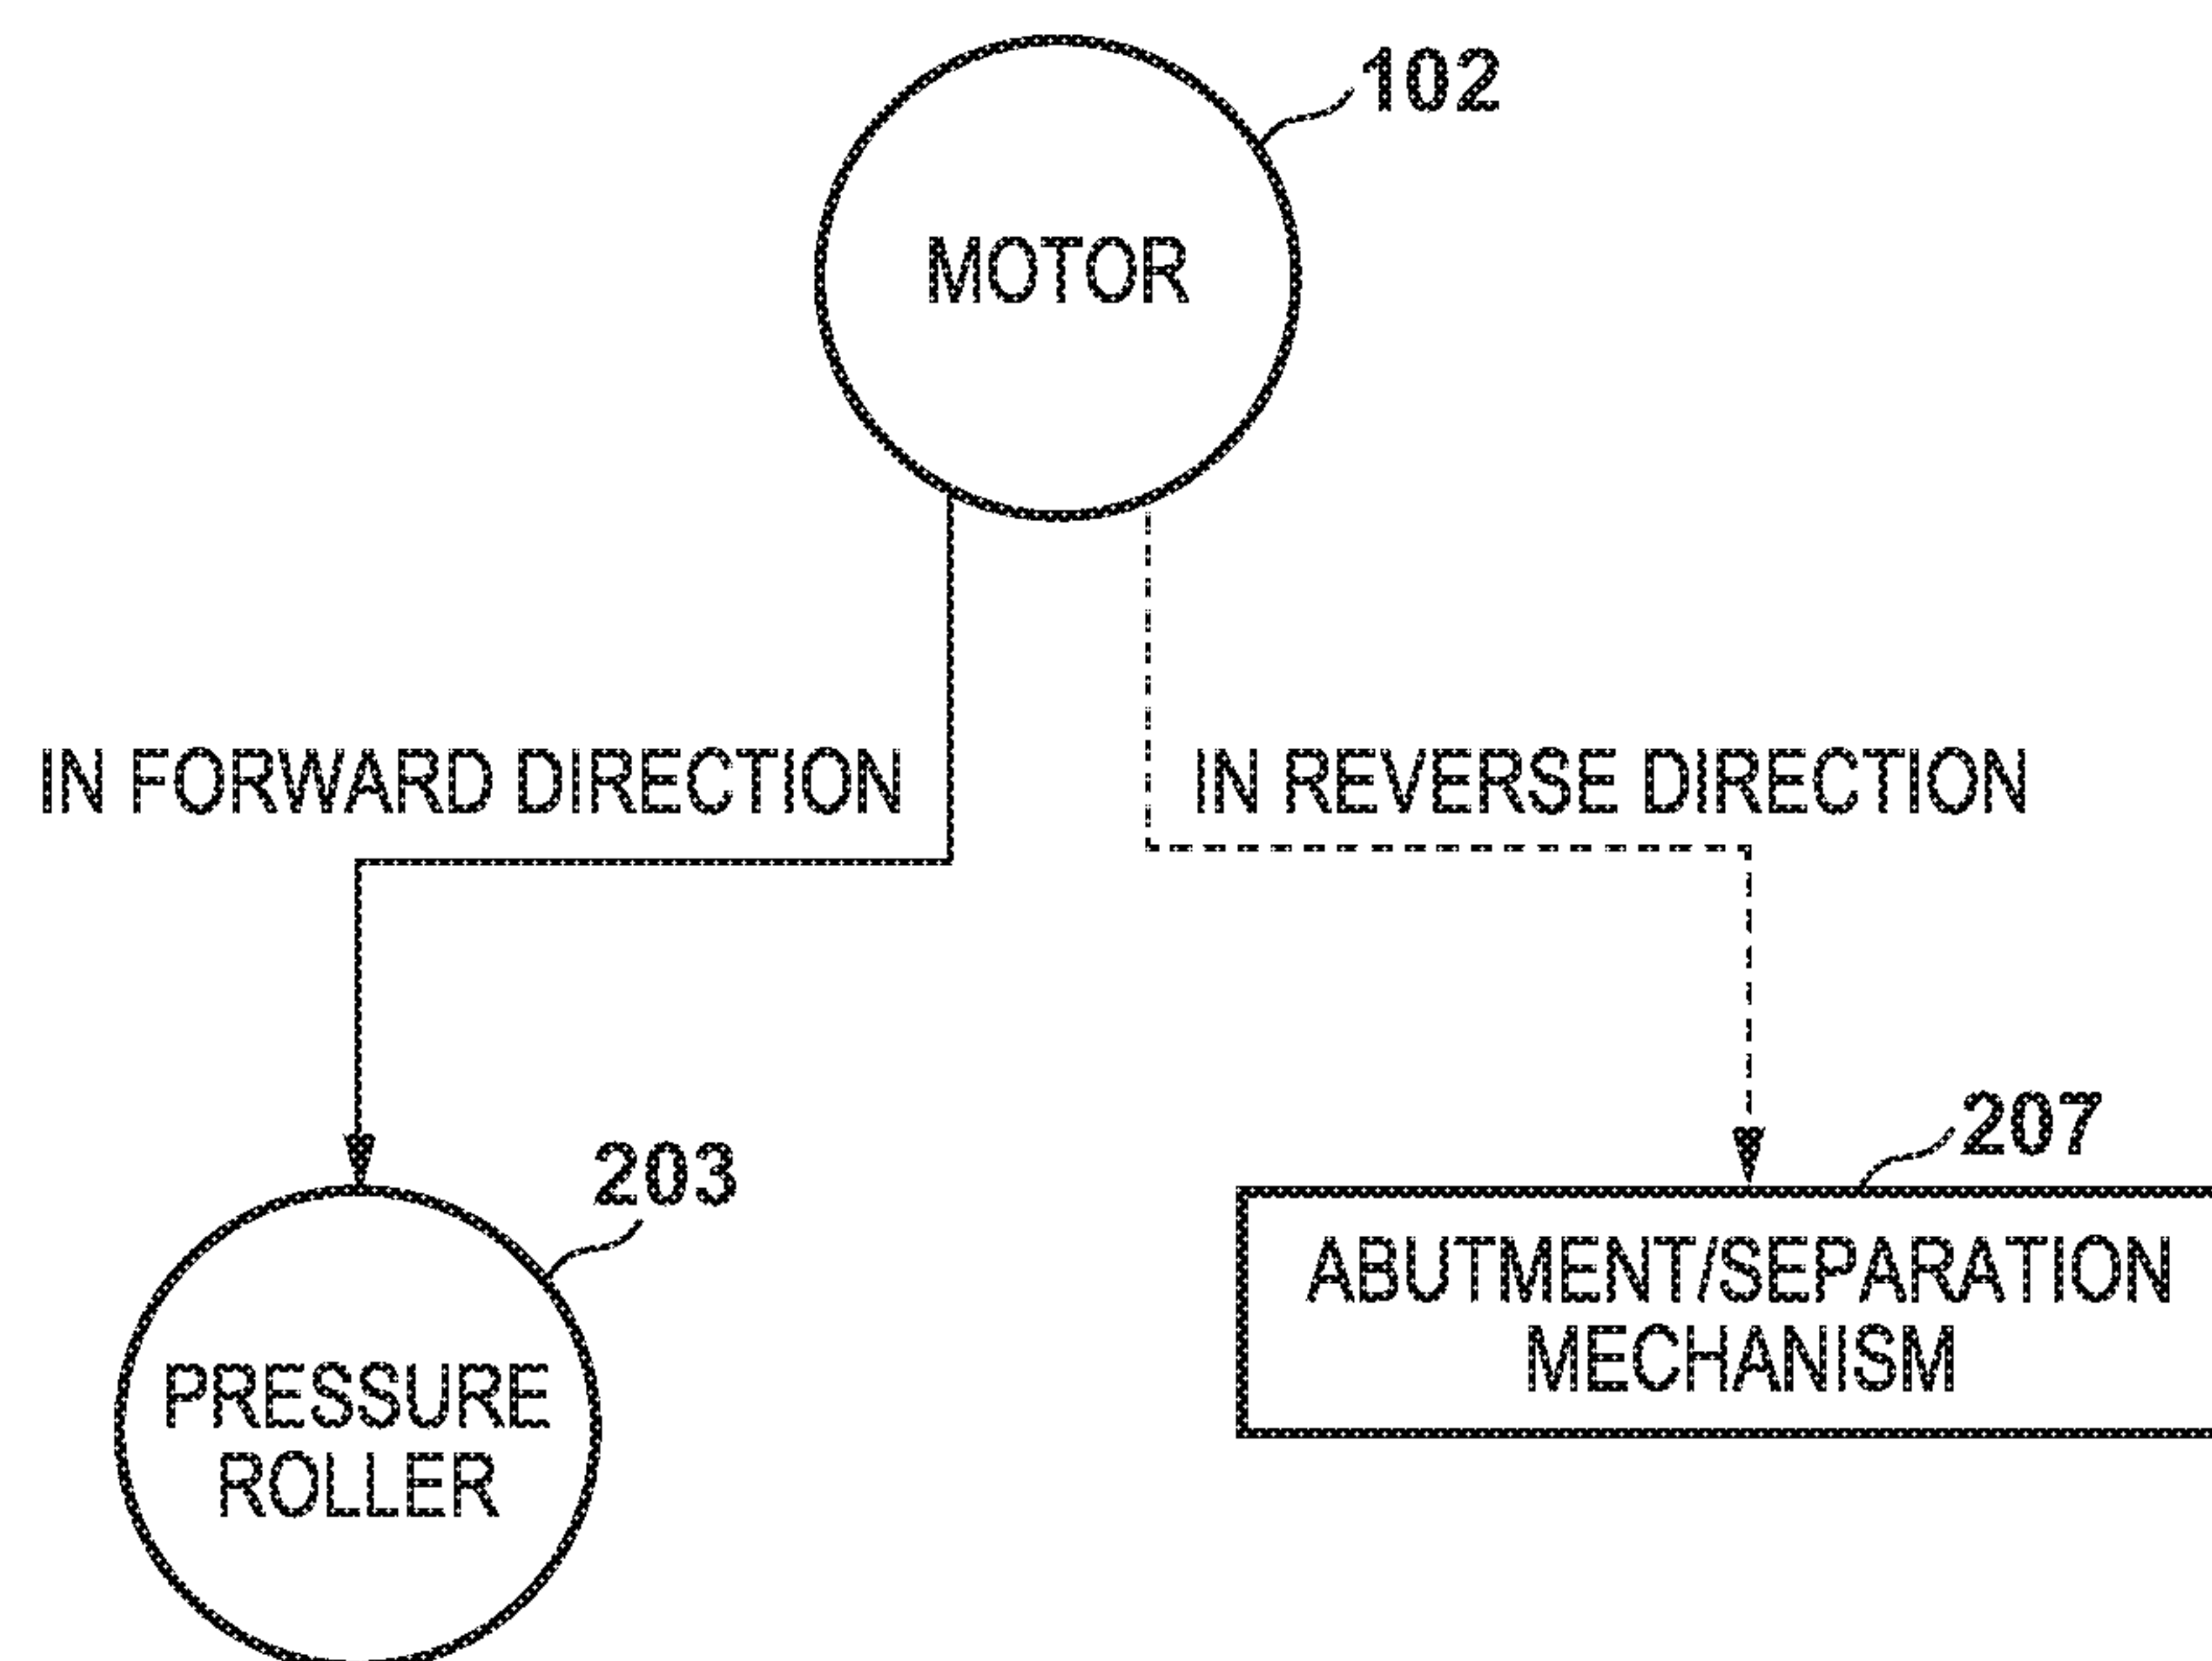 102
MOTOR
IN FORWARD DIRECTION
IN REVERSE DIRECTION
207
203
ABUTMENT/SEPARATION
MECHANISM
PRESSURE
ROLLER